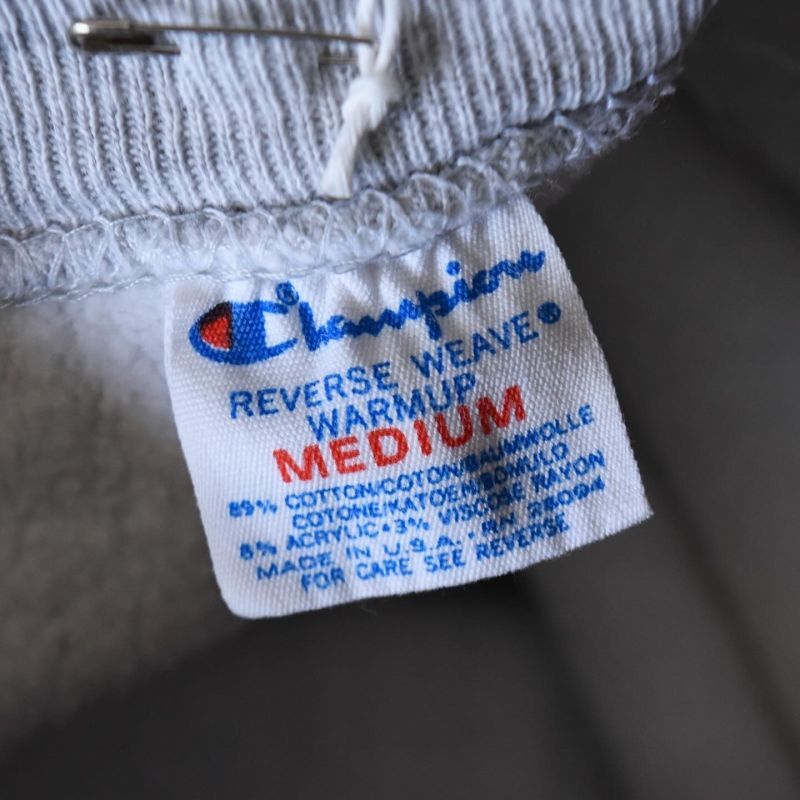 Champion®
REVERSE WEAVE®
WARMUP
MEDIUM
89% COTTON/COTON/BAUMWOLLE
COTONE/KATOEN/BOMULD
8% ACRYLIC•3% VISCOSE RAYON
MADE IN U.S.A. • RN 26094
FOR CARE SEE REVERSE